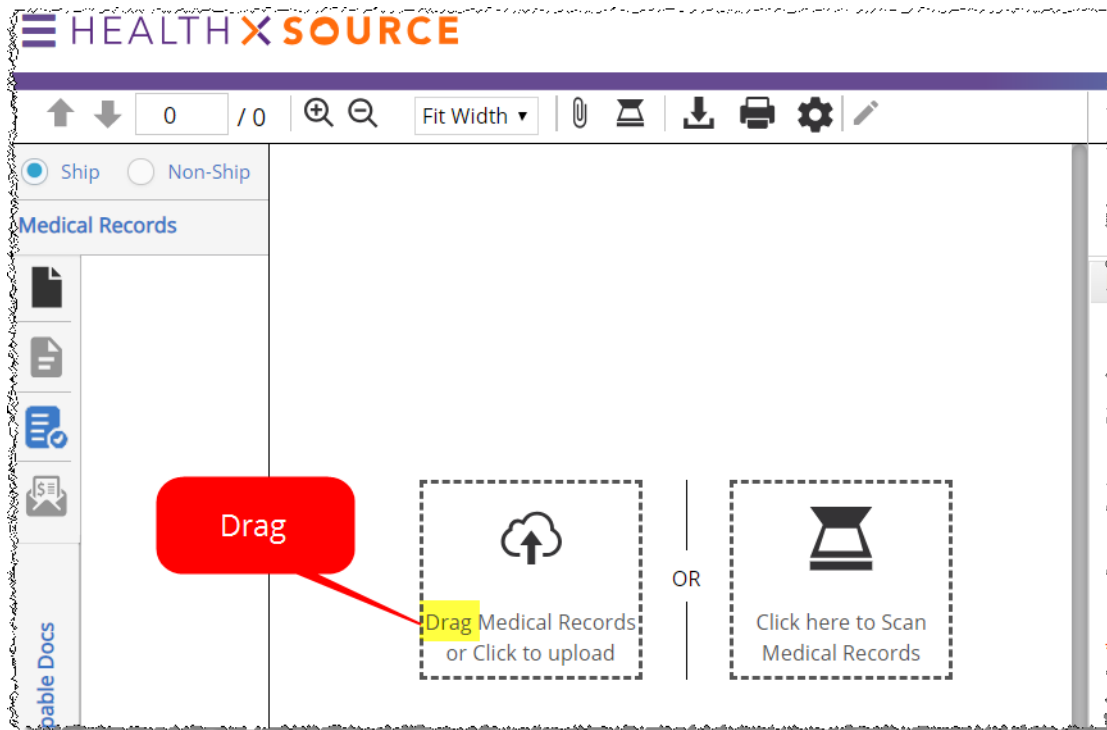 HEALTH SOURCE
0 / 0 Fit Width
Ship Non-Ship
Medical Records
Drag
Drag Medical Records
or Click to upload
OR
Click here to Scan
Medical Records
pable Docs